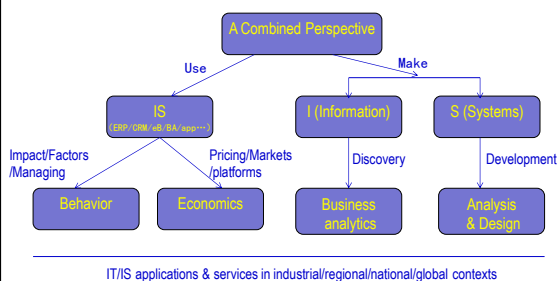 A Combined Perspective
Use
Make
IS
(ERP/CRM/eB/BA/app…)
I (Information)
S (Systems)
Impact/Factors
/Managing
Pricing/Markets
/platforms
Discovery
Development
Behavior
Economics
Business
analytics
Analysis
& Design
IT/IS applications & services in industrial/regional/national/global contexts